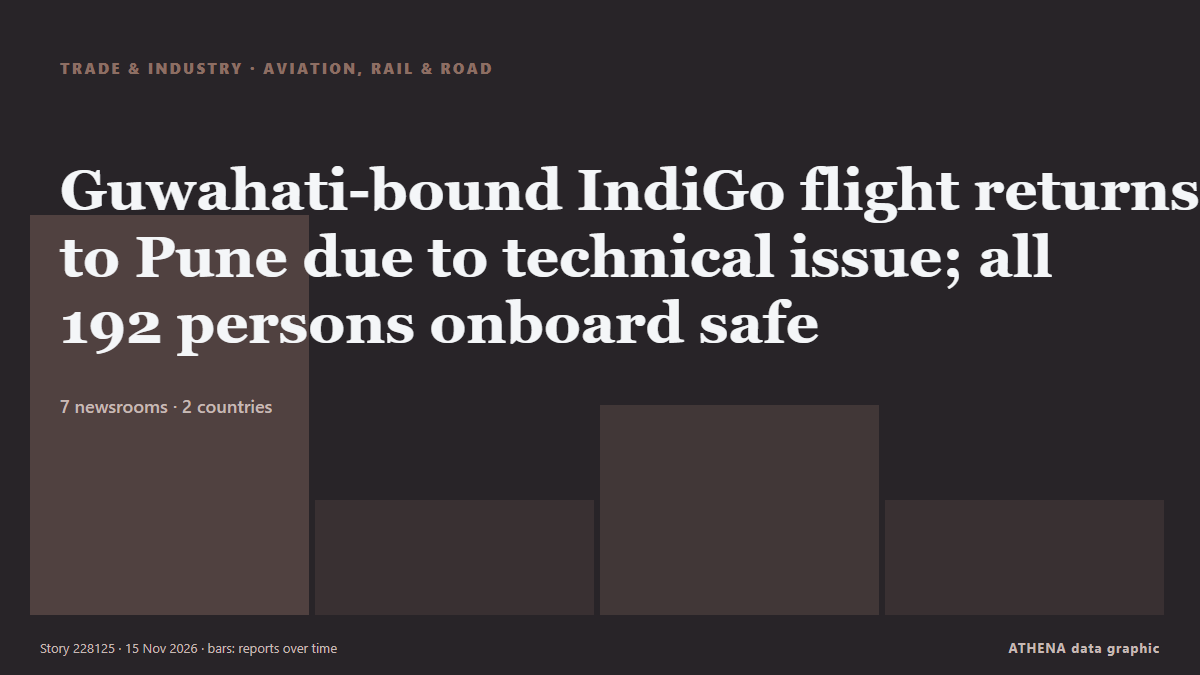 TRADE & INDUSTRY · AVIATION, RAIL & ROAD
Guwahati-bound IndiGo flight returns
to Pune due to technical issue; all
192 persons onboard safe
7 newsrooms · 2 countries
Story 228125 · 15 Nov 2026 · bars: reports over time
ATHENA data graphic